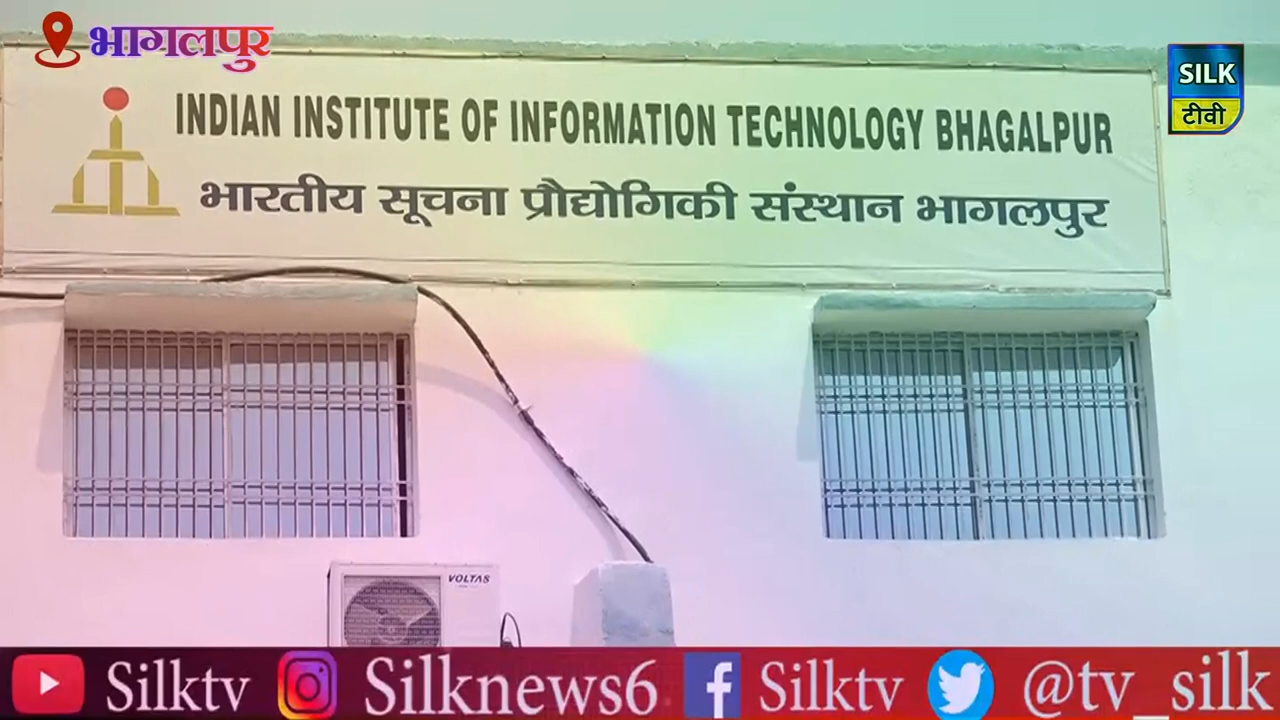 भागलपुर
SILK
टीवी
INDIAN INSTITUTE OF INFORMATION TECHNOLOGY BHAGALPUR
भारतीय सूचना प्रौद्योगिकी संस्थान भागलपुर
VOLTAS
Silktv Silknews6 Silktv @tv_silk